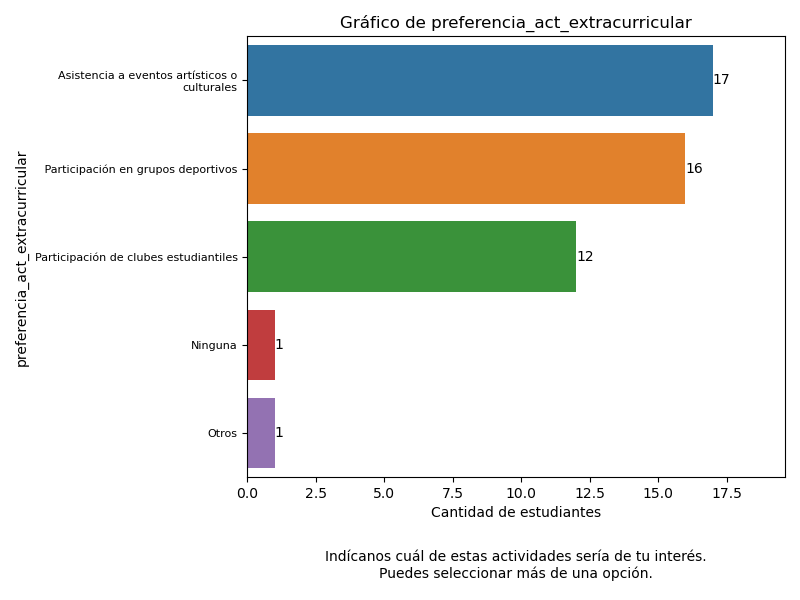 Gráfico de preferencia_act_extracurricular
preferencia_act_extracurricular
Asistencia a eventos artísticos o
culturales
17
Participación en grupos deportivos
16
Participación de clubes estudiantiles
12
Ninguna
1
Otros
1
0.0 2.5 5.0 7.5 10.0 12.5 15.0 17.5
Cantidad de estudiantes
Indícanos cuál de estas actividades sería de tu interés.
Puedes seleccionar más de una opción.